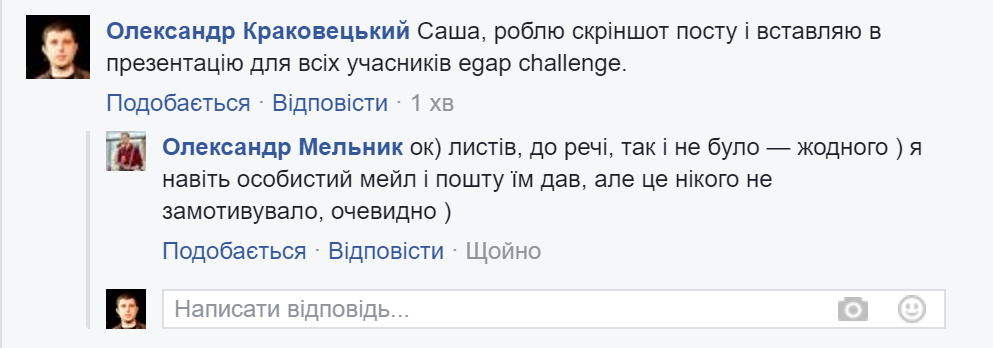 Олександр Краковецький Саша, роблю скріншот посту і вставляю в
презентацію для всіх учасників egap challenge.
Подобається · Відповісти · 1 хв
Олександр Мельник ок) листів, до речі, так і не було — жодного ) я
навіть особистий мейл і пошту їм дав, але це нікого не
замотивувало, очевидно )
Подобається · Відповісти · Щойно
Написати відповідь...